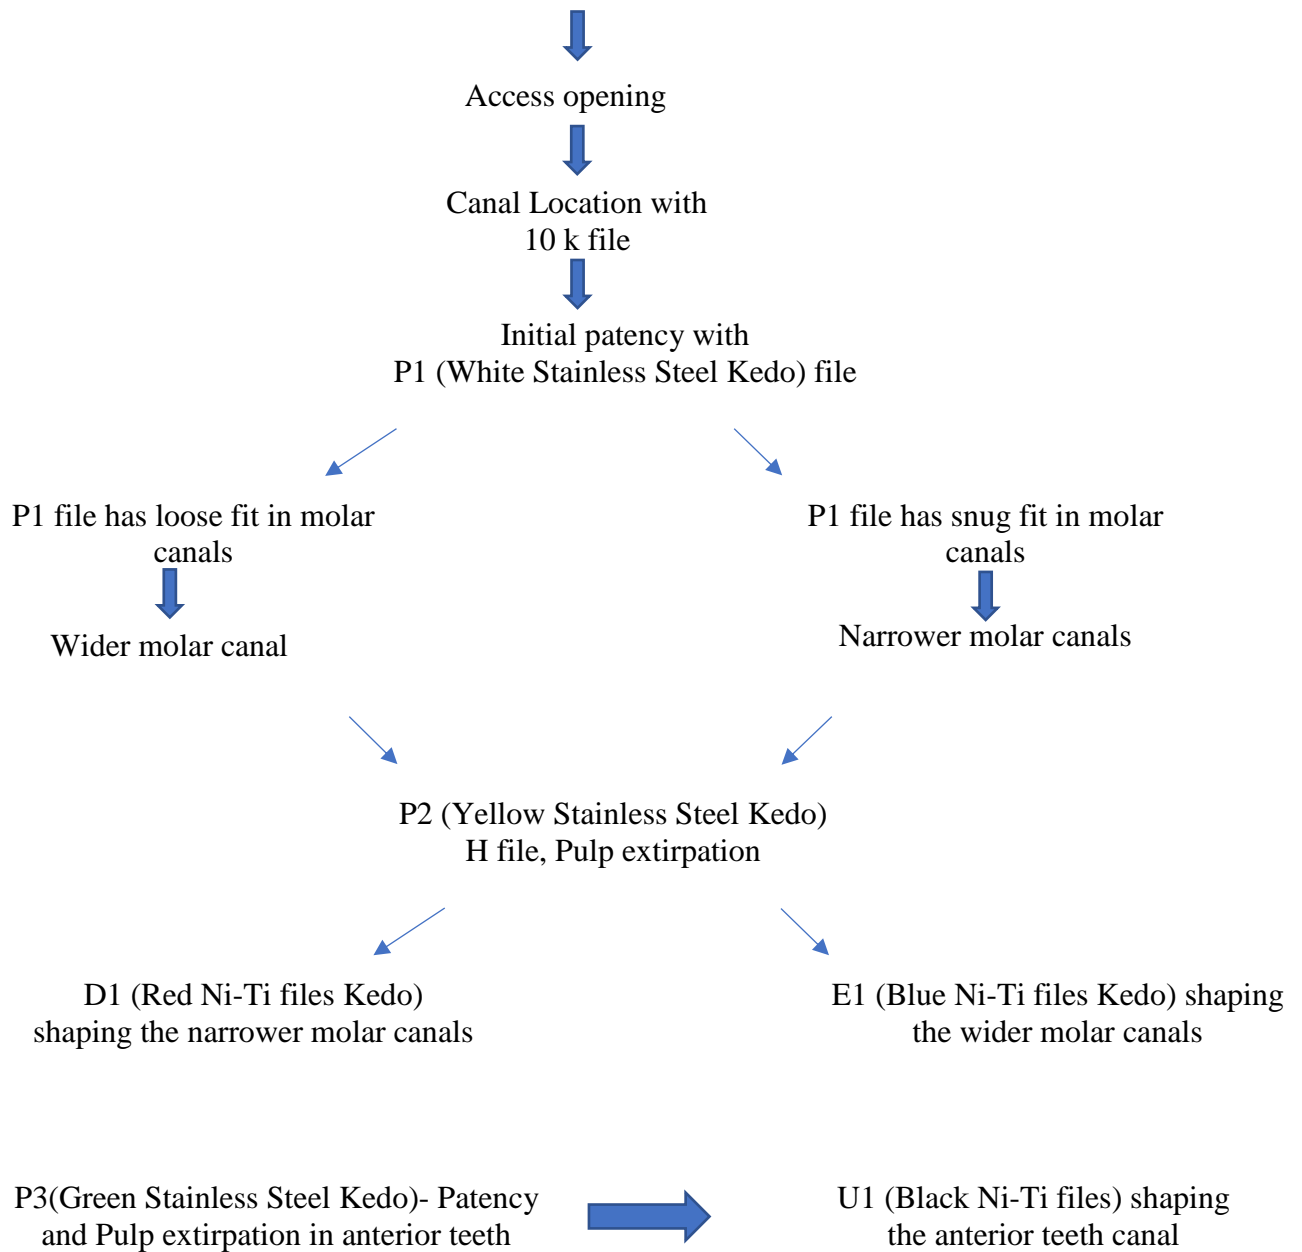 Access opening
Canal Location with
10 k file
Initial patency with
P1 (White Stainless Steel Kedo) file
P1 file has loose fit in molar
canals
P1 file has snug fit in molar
canals
Wider molar canal
Narrower molar canals
P2 (Yellow Stainless Steel Kedo)
H file, Pulp extirpation
D1 (Red Ni-Ti files Kedo)
shaping the narrower molar canals
E1 (Blue Ni-Ti files Kedo) shaping
the wider molar canals
P3(Green Stainless Steel Kedo)- Patency
and Pulp extirpation in anterior teeth
U1 (Black Ni-Ti files) shaping
the anterior teeth canal